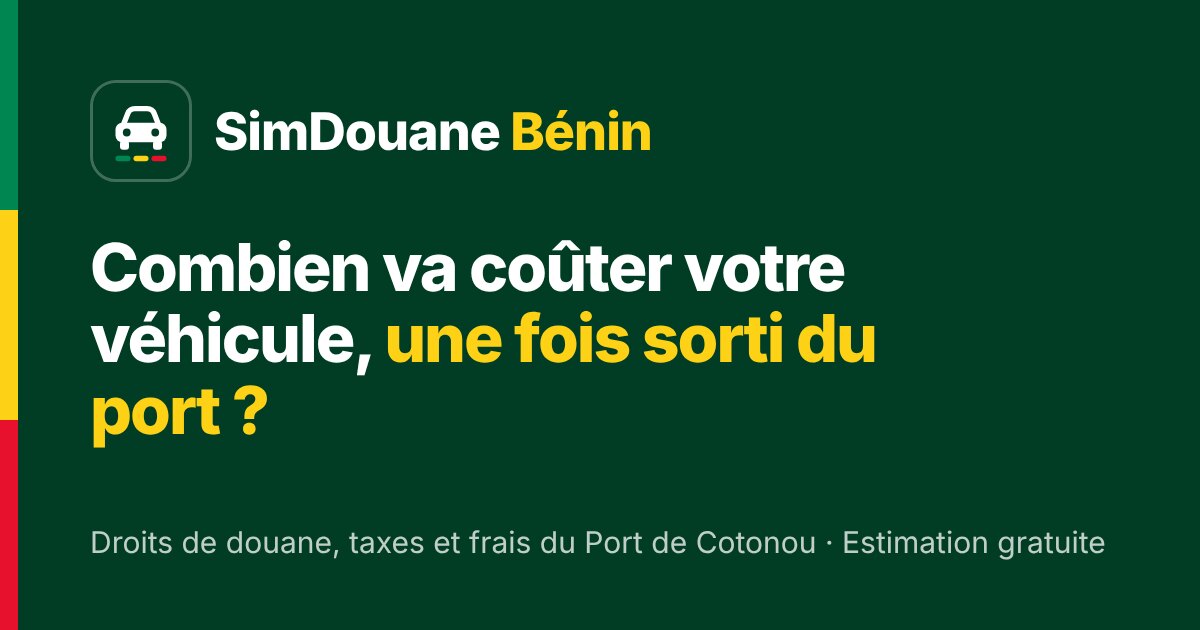 SimDouane Bénin
Combien va coûter votre
véhicule, une fois sorti du
port ?
Droits de douane, taxes et frais du Port de Cotonou · Estimation gratuite